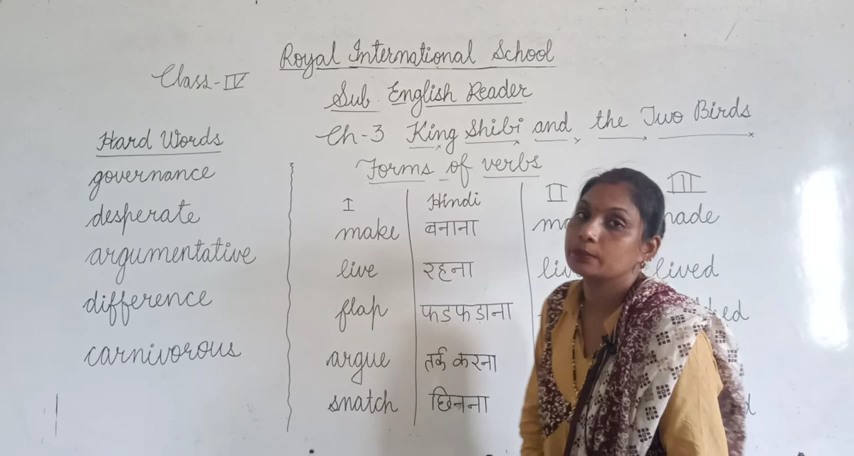 Royal International School
Class-IV
Sub English Reader
Ch-3 King Shibi and the Two Birds
Hard Words
governance
desperate
argumentative
difference
carnivorous
Forms of verbs
I Hindi II III
make बनाना made
live रहना lived
flap फडफड़ाना
argue तर्क करना
snatch छिनना